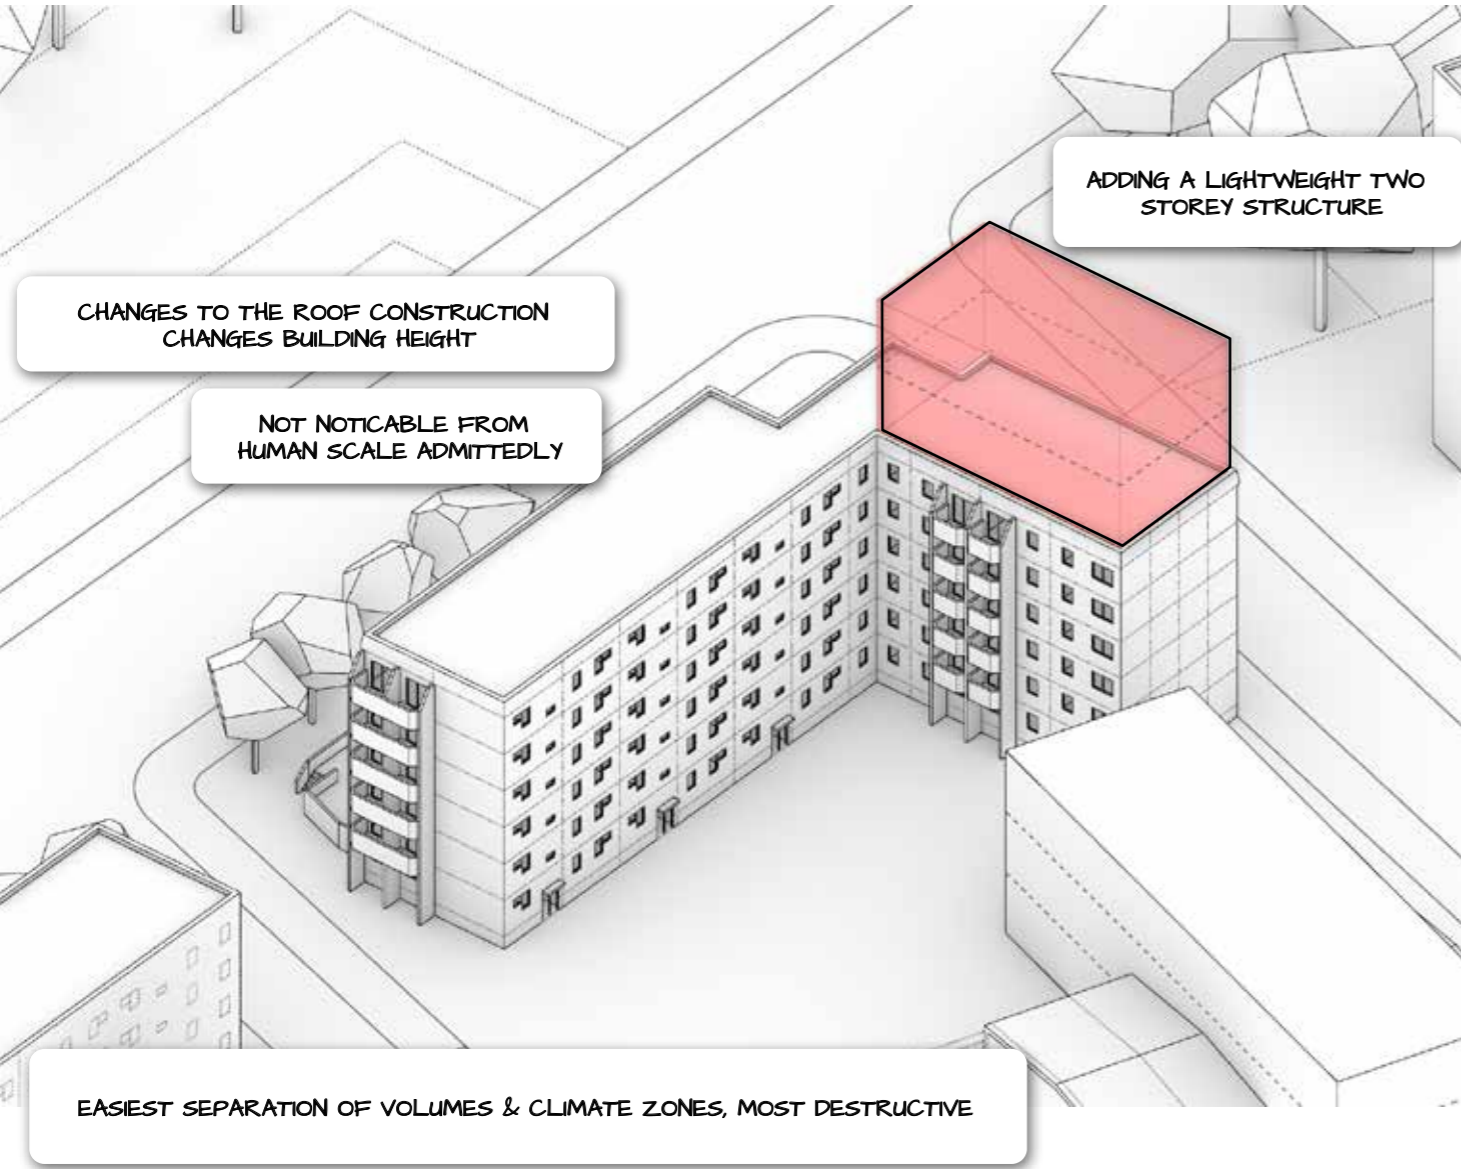 ADDING A LIGHTWEIGHT TWO
STOREY STRUCTURE
CHANGES TO THE ROOF CONSTRUCTION
CHANGES BUILDING HEIGHT
NOT NOTICABLE FROM
HUMAN SCALE ADMITTEDLY
EASIEST SEPARATION OF VOLUMES & CLIMATE ZONES, MOST DESTRUCTIVE